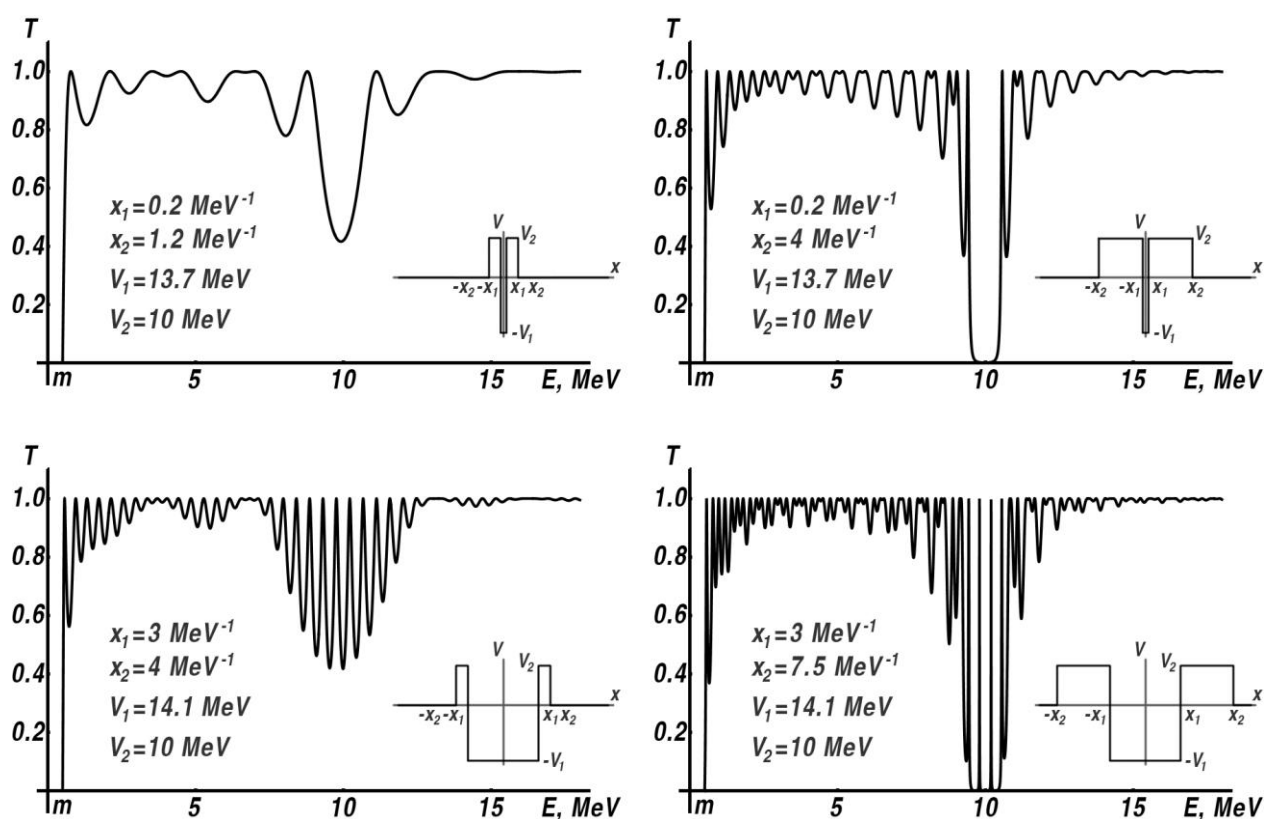 T
1.0
0.8
0.6
0.4
0.2
x₁=0.2 MeV⁻¹
x₂=1.2 MeV⁻¹
V₁=13.7 MeV
V₂=10 MeV
V
V₂
x
-x₂ -x₁ x₁ x₂
-V₁
m 5 10 15 E, MeV
T
1.0
0.8
0.6
0.4
0.2
x₁=0.2 MeV⁻¹
x₂=4 MeV⁻¹
V₁=13.7 MeV
V₂=10 MeV
V
V₂
x
-x₂ -x₁ x₁ x₂
-V₁
m 5 10 15 E, MeV
T
1.0
0.8
0.6
0.4
0.2
x₁=3 MeV⁻¹
x₂=4 MeV⁻¹
V₁=14.1 MeV
V₂=10 MeV
V
V₂
x
-x₂ -x₁ x₁ x₂
-V₁
m 5 10 15 E, MeV
T
1.0
0.8
0.6
0.4
0.2
x₁=3 MeV⁻¹
x₂=7.5 MeV⁻¹
V₁=14.1 MeV
V₂=10 MeV
V
V₂
x
-x₂ -x₁ x₁ x₂
-V₁
m 5 10 15 E, MeV